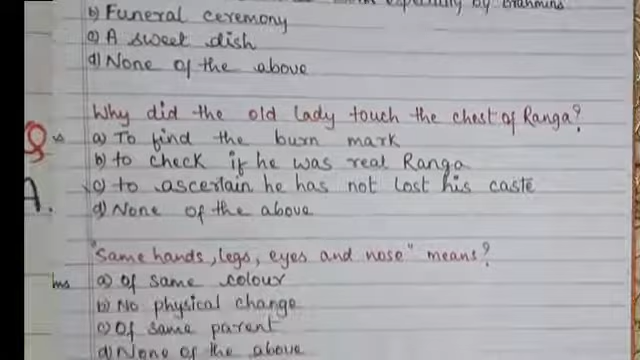 especially by Brahmins
b) Funeral ceremony
c) A sweet dish
d) None of the above
Why did the old lady touch the chest of Ranga?
a) To find the burn mark
b) to check if he was real Ranga
c) to ascertain he has not lost his caste
d) None of the above
A.
"Same hands, legs, eyes and nose" means?
a) Of same colour
b) No physical change
c) Of same parent
d) None of the above